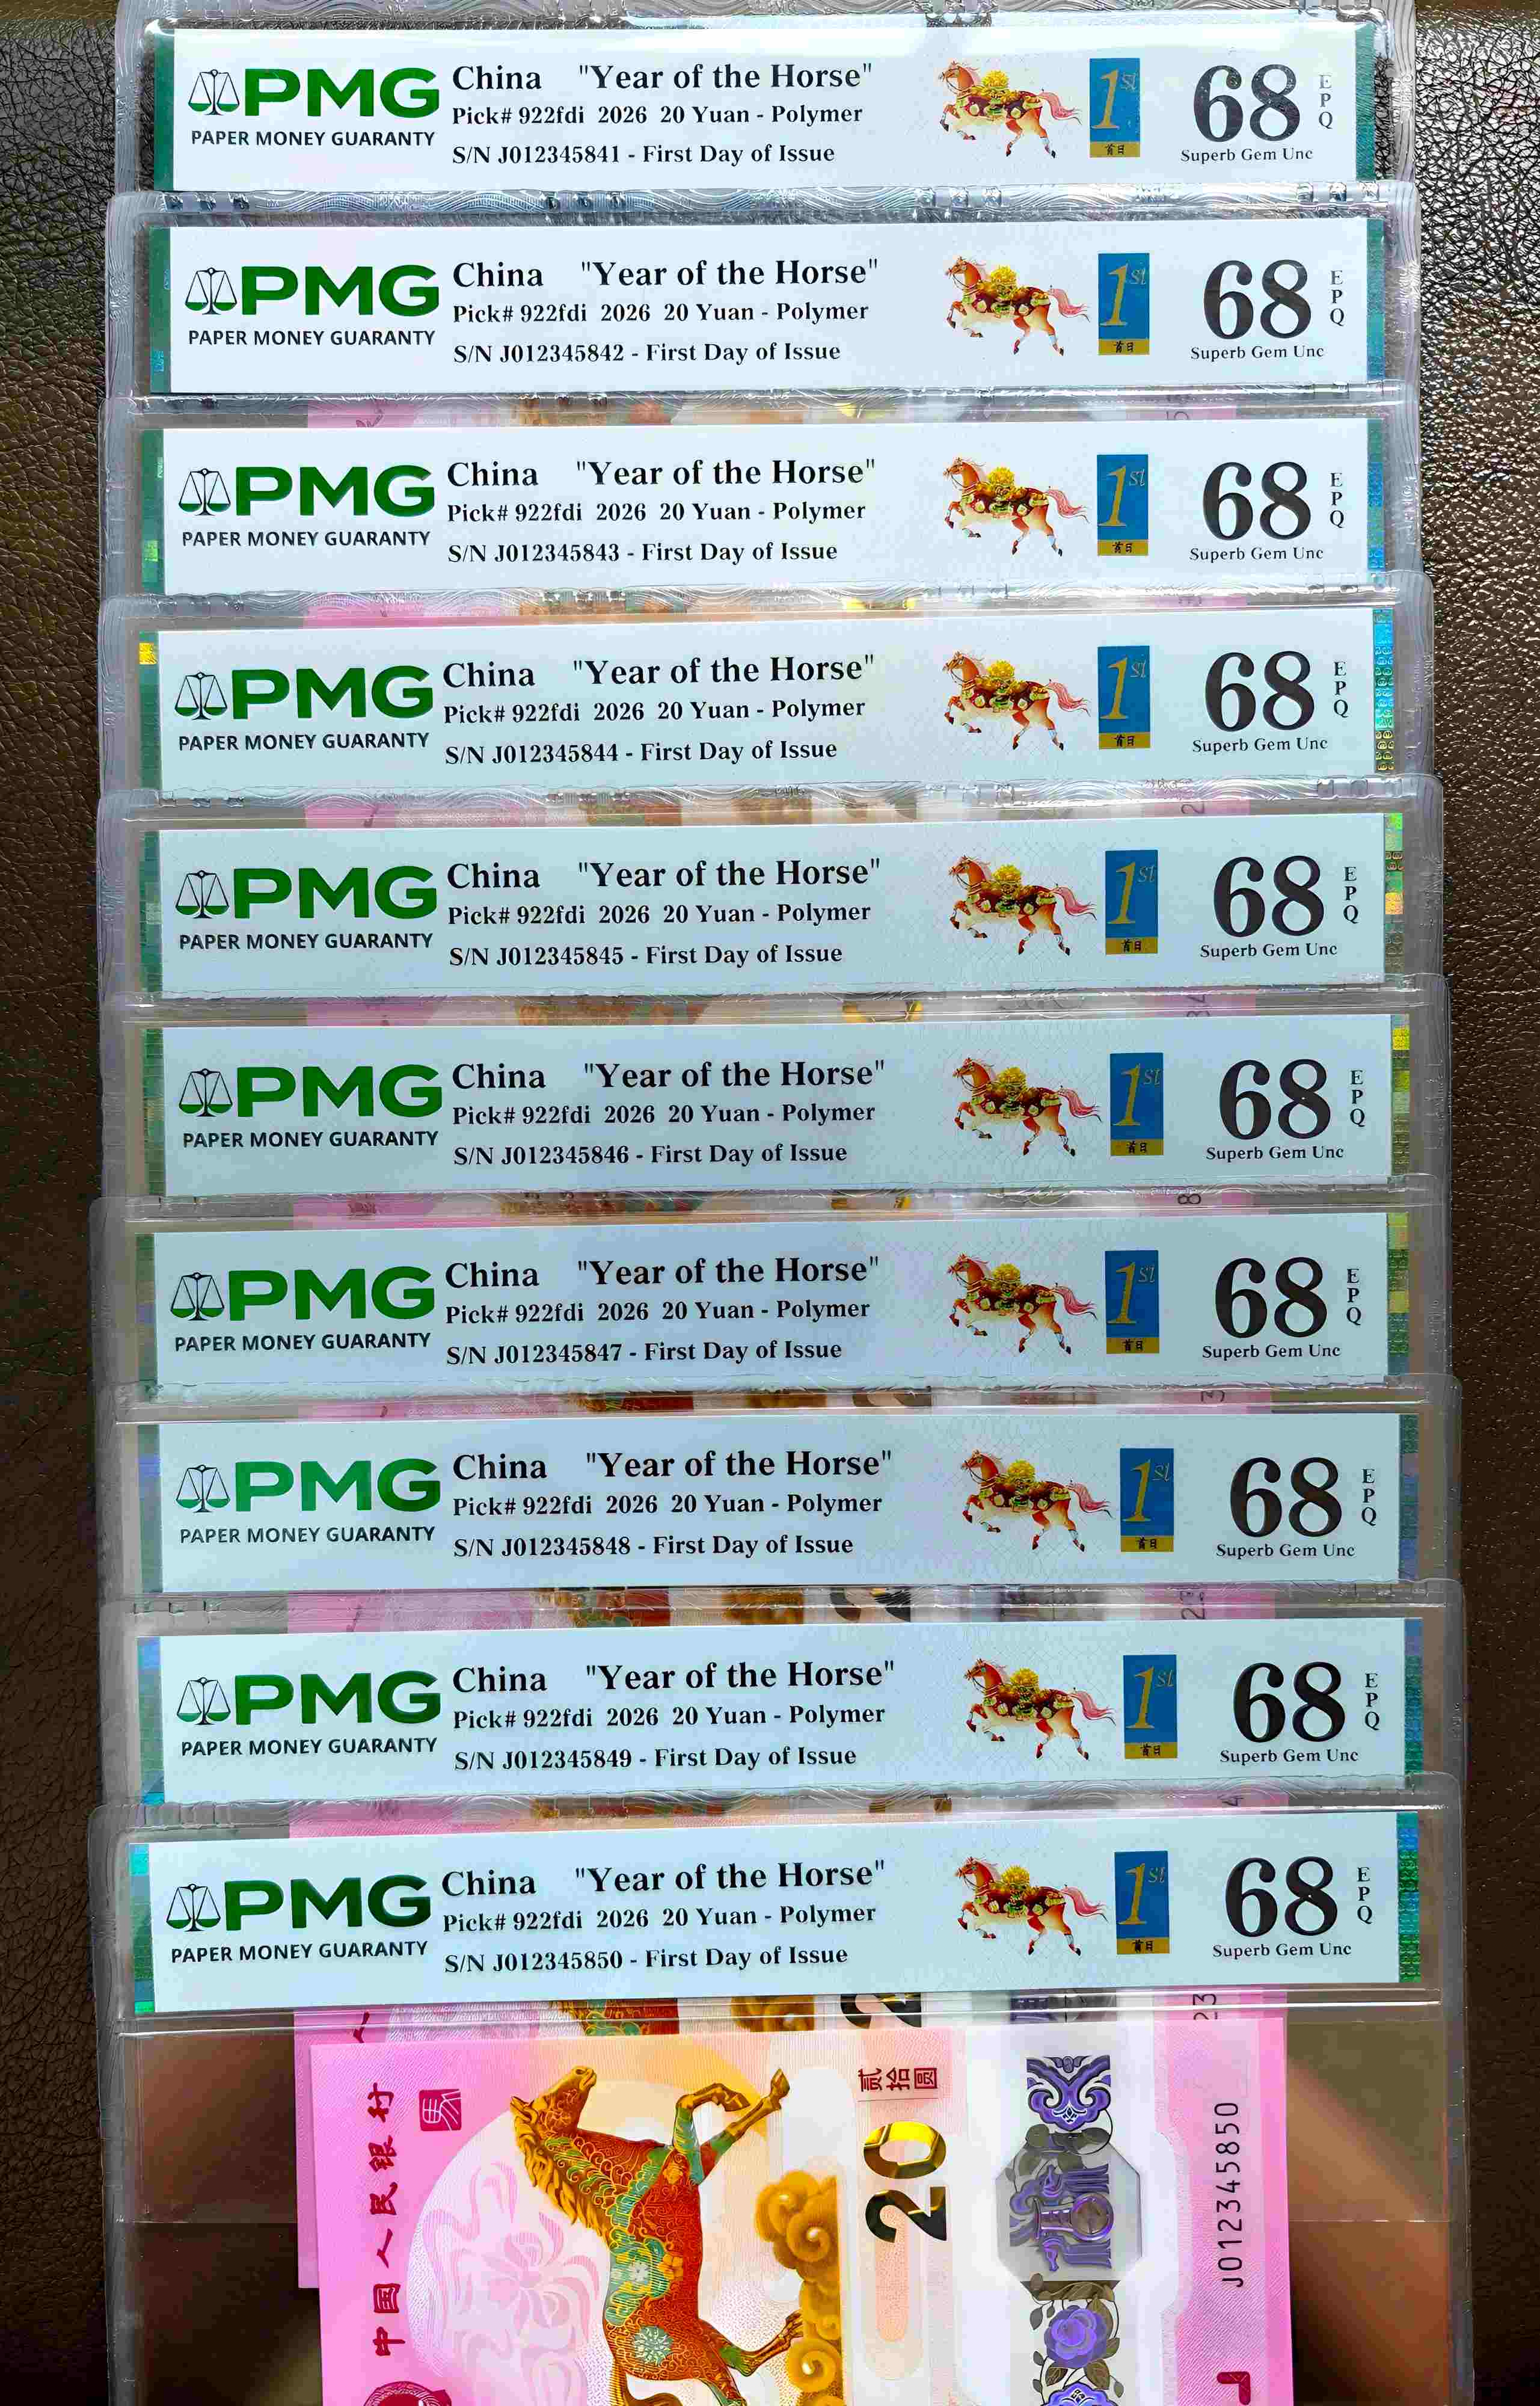 PMG
PAPER MONEY GUARANTY
China "Year of the Horse"
Pick# 922fdi 2026 20 Yuan - Polymer
S/N J012345841 - First Day of Issue
1st
首日
68
EPQ
Superb Gem Unc
PMG
PAPER MONEY GUARANTY
China "Year of the Horse"
Pick# 922fdi 2026 20 Yuan - Polymer
S/N J012345842 - First Day of Issue
1st
首日
68
EPQ
Superb Gem Unc
PMG
PAPER MONEY GUARANTY
China "Year of the Horse"
Pick# 922fdi 2026 20 Yuan - Polymer
S/N J012345843 - First Day of Issue
1st
首日
68
EPQ
Superb Gem Unc
PMG
PAPER MONEY GUARANTY
China "Year of the Horse"
Pick# 922fdi 2026 20 Yuan - Polymer
S/N J012345844 - First Day of Issue
1st
首日
68
EPQ
Superb Gem Unc
PMG
PAPER MONEY GUARANTY
China "Year of the Horse"
Pick# 922fdi 2026 20 Yuan - Polymer
S/N J012345845 - First Day of Issue
1st
首日
68
EPQ
Superb Gem Unc
PMG
PAPER MONEY GUARANTY
China "Year of the Horse"
Pick# 922fdi 2026 20 Yuan - Polymer
S/N J012345846 - First Day of Issue
1st
首日
68
EPQ
Superb Gem Unc
PMG
PAPER MONEY GUARANTY
China "Year of the Horse"
Pick# 922fdi 2026 20 Yuan - Polymer
S/N J012345847 - First Day of Issue
1st
首日
68
EPQ
Superb Gem Unc
PMG
PAPER MONEY GUARANTY
China "Year of the Horse"
Pick# 922fdi 2026 20 Yuan - Polymer
S/N J012345848 - First Day of Issue
1st
首日
68
EPQ
Superb Gem Unc
PMG
PAPER MONEY GUARANTY
China "Year of the Horse"
Pick# 922fdi 2026 20 Yuan - Polymer
S/N J012345849 - First Day of Issue
1st
首日
68
EPQ
Superb Gem Unc
PMG
PAPER MONEY GUARANTY
China "Year of the Horse"
Pick# 922fdi 2026 20 Yuan - Polymer
S/N J012345850 - First Day of Issue
1st
首日
68
EPQ
Superb Gem Unc
中国人民银行
贰拾圆
20
J012345850